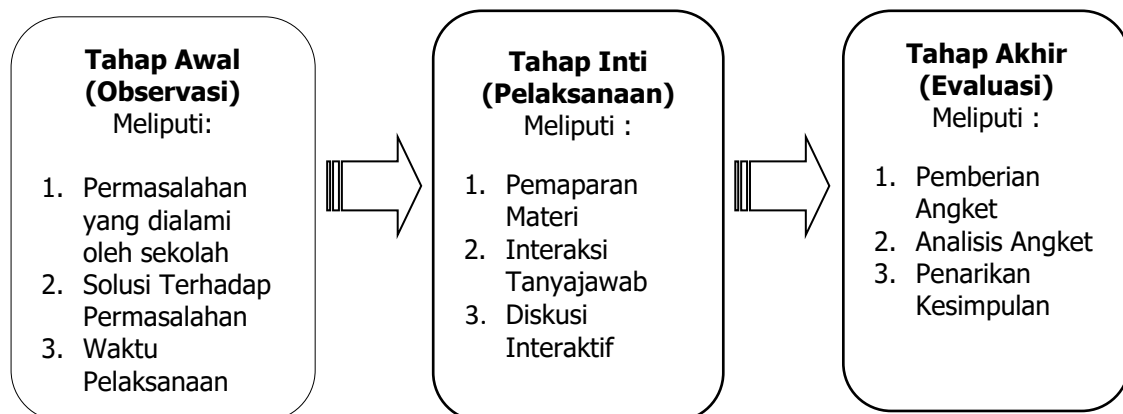 Tahap Awal
(Observasi)
Meliputi:
1. Permasalahan
yang dialami
oleh sekolah
2. Solusi Terhadap
Permasalahan
3. Waktu
Pelaksanaan
Tahap Inti
(Pelaksanaan)
Meliputi :
1. Pemaparan
Materi
2. Interaksi
Tanyajawab
3. Diskusi
Interaktif
Tahap Akhir
(Evaluasi)
Meliputi :
1. Pemberian
Angket
2. Analisis Angket
3. Penarikan
Kesimpulan